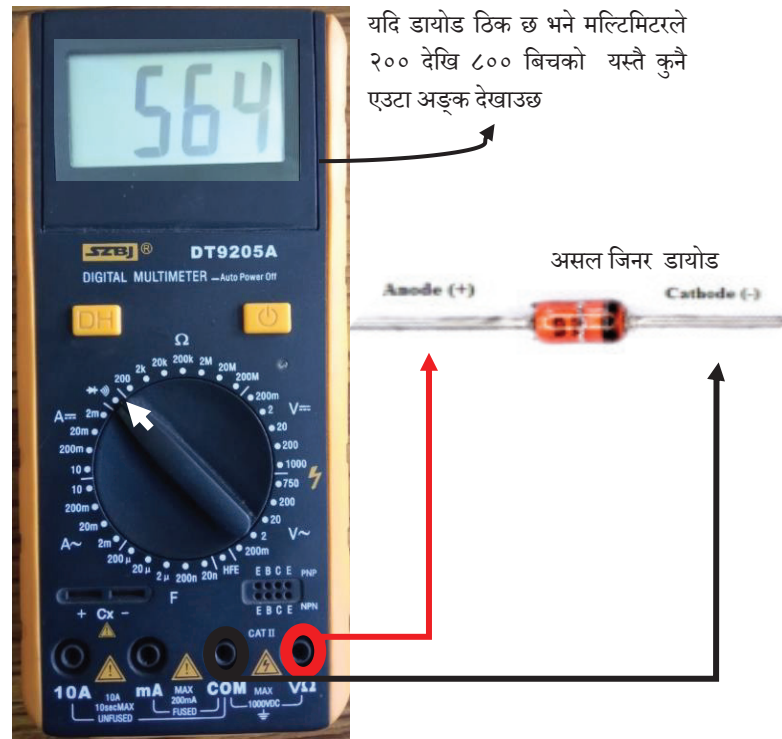 यदि डायोड ठिक छ भने मल्टिमिटरले
२०० देखि ८०० बिचको यस्तै कुनै
एउटा अङ्क देखाउछ
564
SZBJ® DT9205A
DIGITAL MULTIMETER – Auto Power Off
DH
असल जिनर डायोड
Anode (+) Cathode (-)
Ω
200 2k 20k 200k 2M 20M 200M
A⎓ 2m 20m 200m 10
10 200m 20m 2m A~
200m 2 20 200 1000 V⎓
750 200 20 2 200m V~
200µ 20µ 2µ 200n 20n HFE
F
E B C E PNP
E B C E NPN
+ Cx -
CAT II
10A mA COM VΩ
10A 10secMAX UNFUSED
MAX 200mA FUSED
MAX 1000VDC